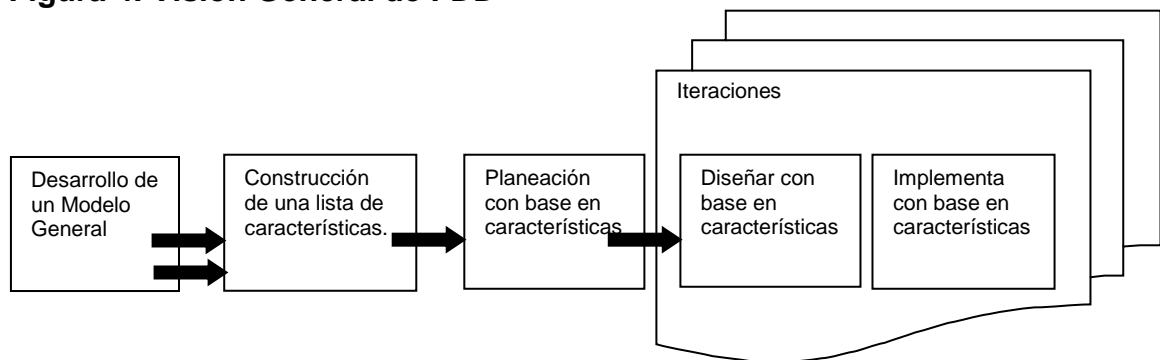 Figura 4. Visión General de FDD
Iteraciones
Desarrollo de
un Modelo
General
Construcción
de una lista de
características.
Planeación
con base en
características
Diseñar con
base en
características
Implementa
con base en
características